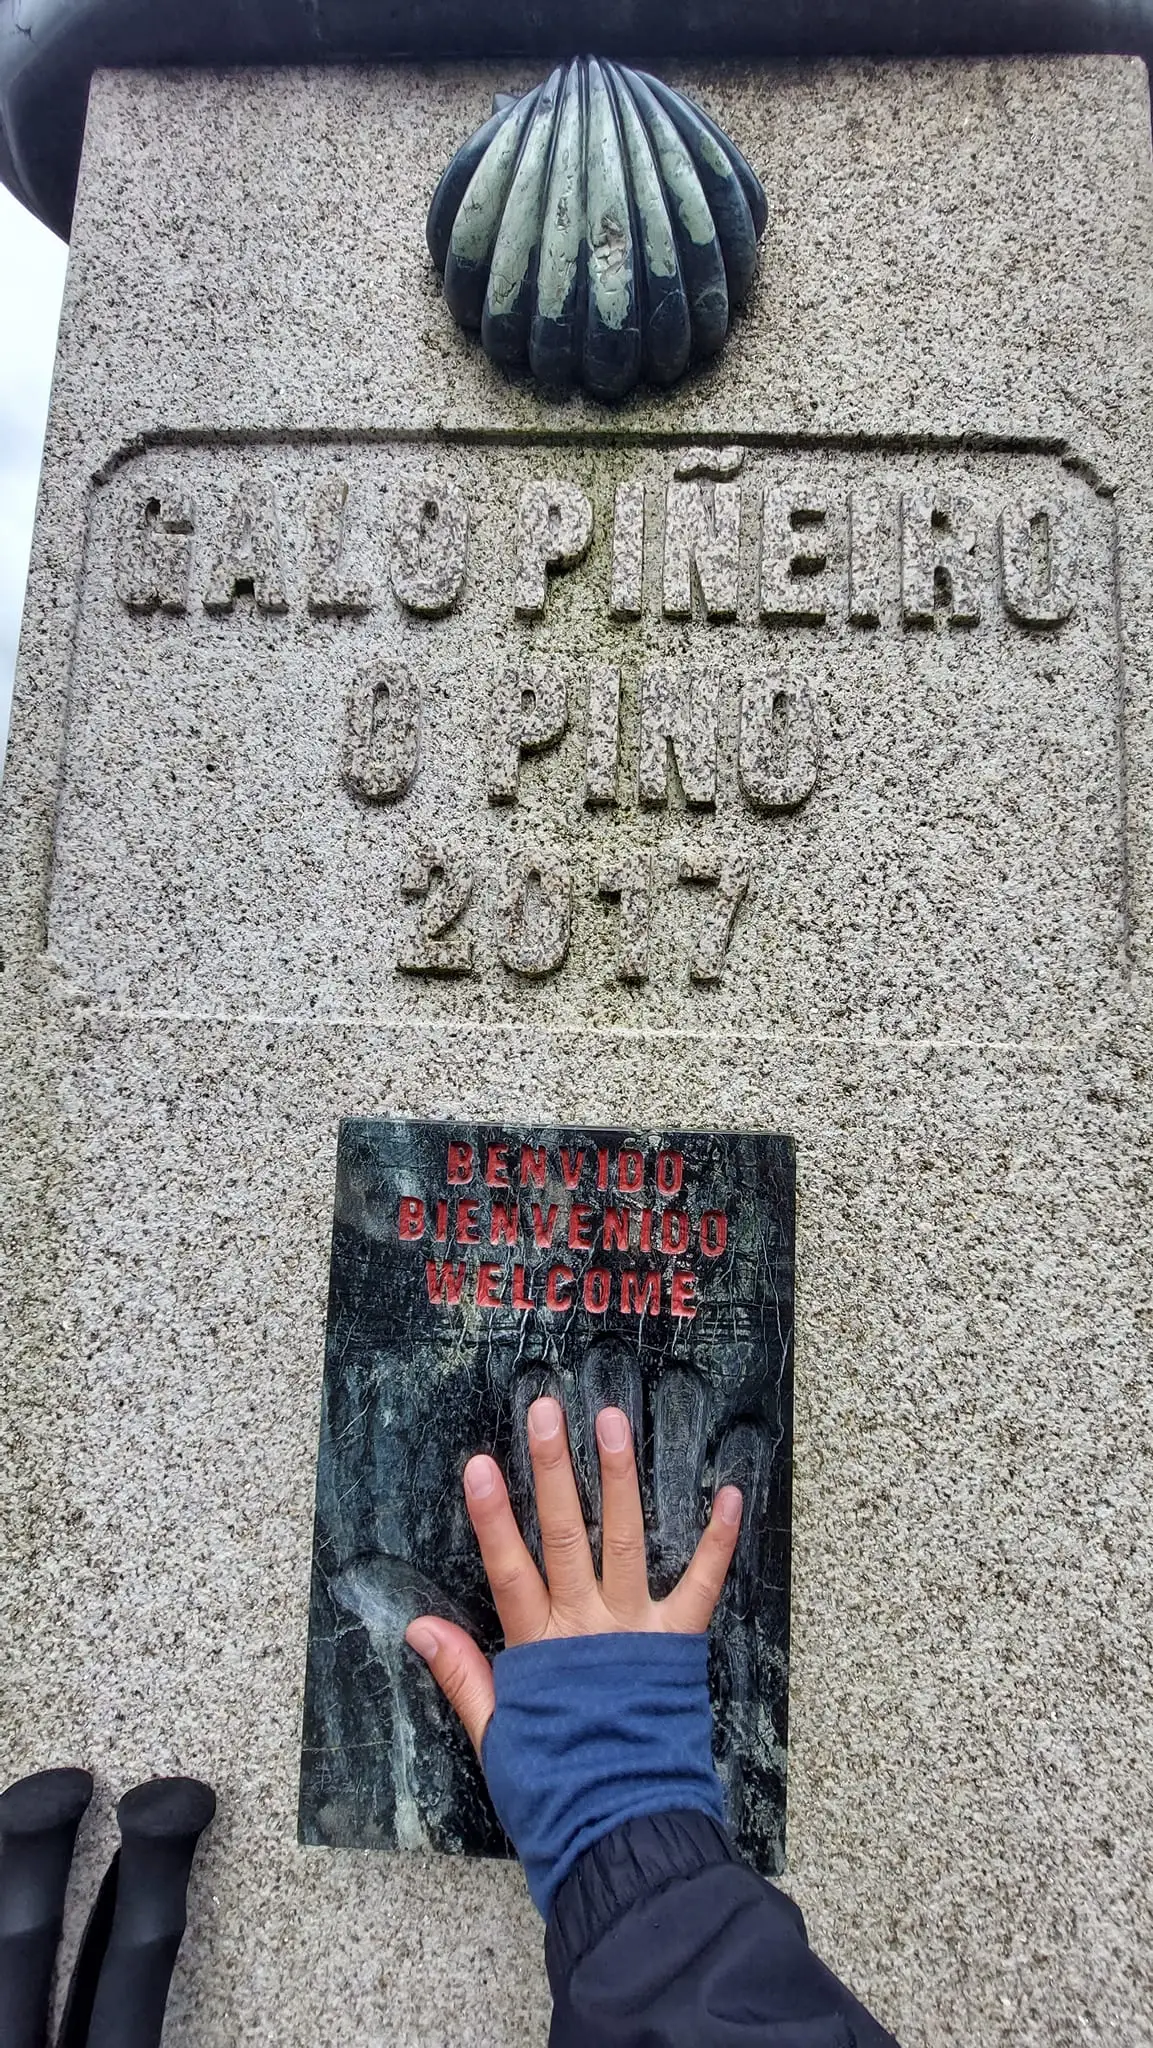 GALO PIÑEIRO
O PINO
2017
BENVIDO
BIENVENIDO
WELCOME